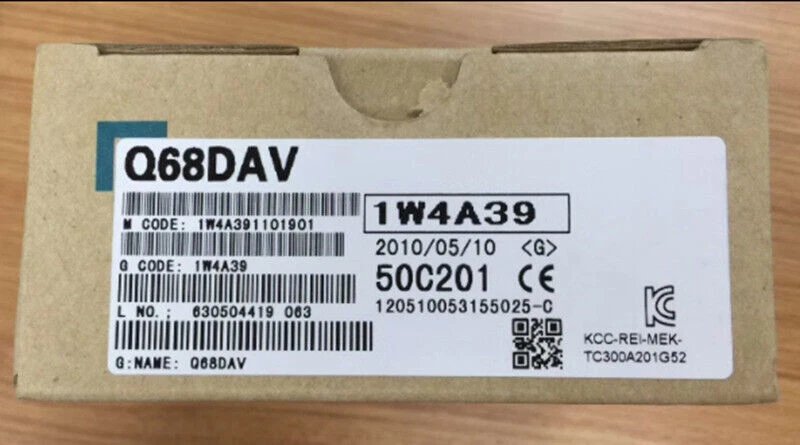 Q68DAV
M CODE: 1W4A391101901
G CODE: 1W4A39
L NO.; 630504419 063
G:NAME: Q68DAV
1W4A39
2010/05/10 <G>
50C201 CE
120510053155025-C
KCC-REI-MEK-
TC300A201G52